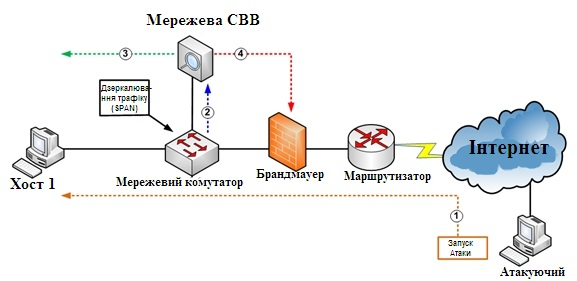 Мережева СВВ
3
4
Дзеркалюва-
ння трафіку
(SPAN)
2
Інтернет
Хост 1
Мережевий комутатор
Брандмауер
Маршрутизатор
1
Запуск
Атаки
Атакуючий